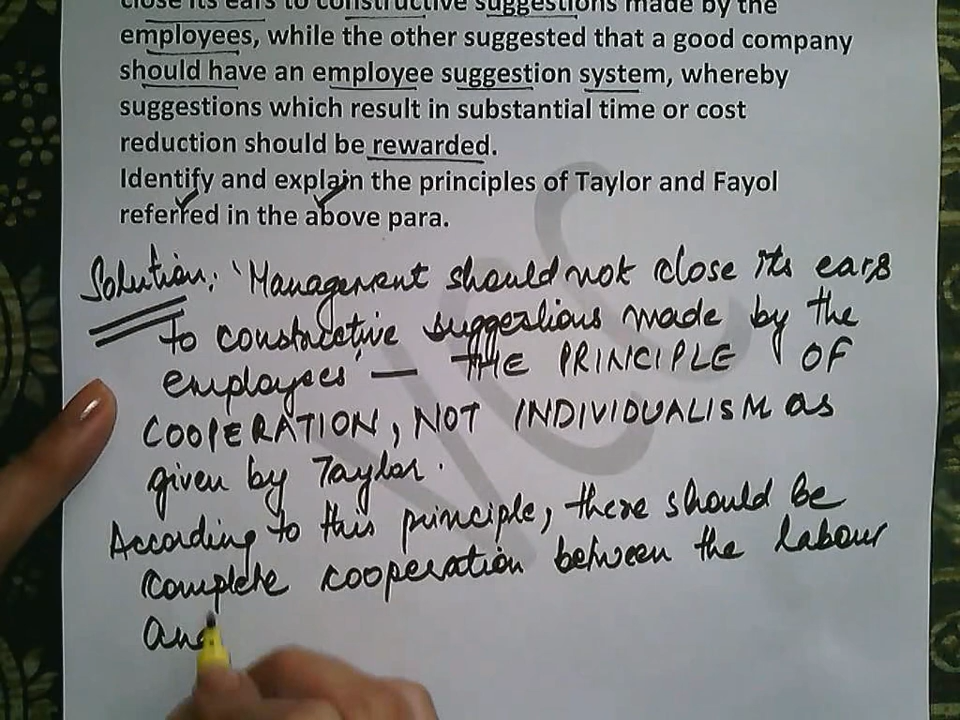 close its ears to constructive suggestions made by the
employees, while the other suggested that a good company
should have an employee suggestion system, whereby
suggestions which result in substantial time or cost
reduction should be rewarded.
Identify and explain the principles of Taylor and Fayol
referred in the above para.
Solution: 'Management should not close its ears
to constructive suggestions made by the
employees' — THE PRINCIPLE OF
COOPERATION, NOT INDIVIDUALISM as
given by Taylor.
According to this principle, there should be
complete cooperation between the labour
and
VCC